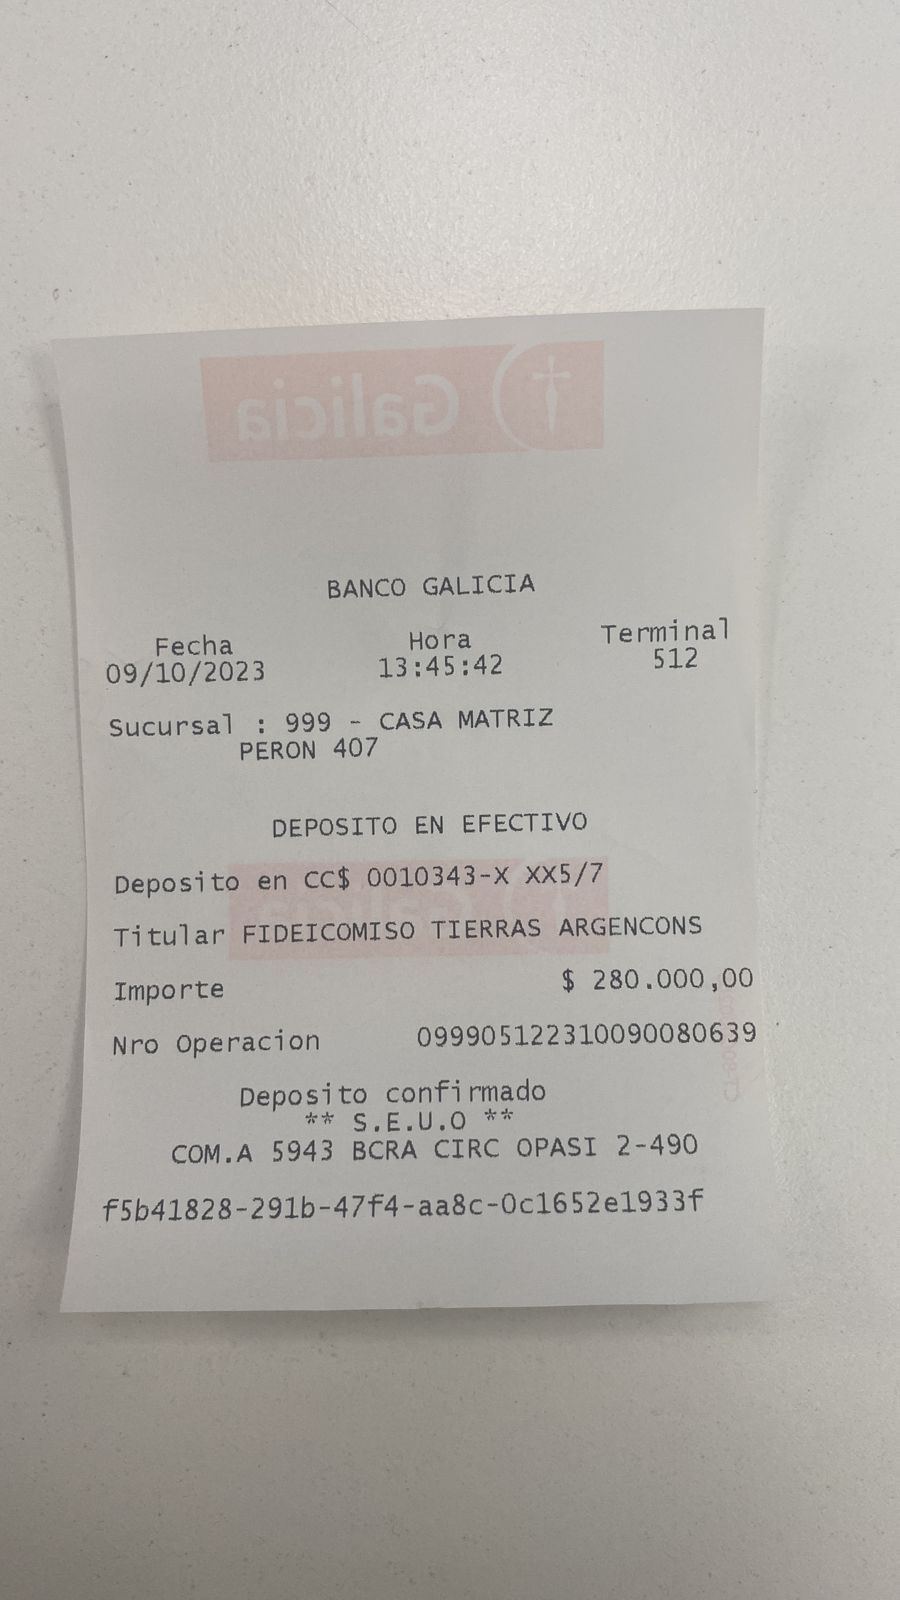 Galicia
BANCO GALICIA
Fecha Hora Terminal
09/10/2023 13:45:42 512
Sucursal : 999 - CASA MATRIZ
PERON 407
DEPOSITO EN EFECTIVO
Deposito en CC$ 0010343-X XX5/7
Titular FIDEICOMISO TIERRAS ARGENCONS
Importe $ 280.000,00
Nro Operacion 099905122310090080639
Deposito confirmado
** S.E.U.O **
COM.A 5943 BCRA CIRC OPASI 2-490
f5b41828-291b-47f4-aa8c-0c1652e1933f